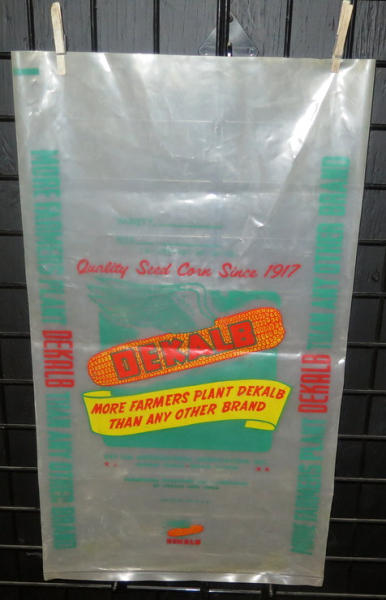 Quality Seed Corn Since 1917
DEKALB
MORE FARMERS PLANT DEKALB
THAN ANY OTHER BRAND
MORE FARMERS PLANT DEKALB THAN ANY OTHER BRAND
MORE FARMERS PLANT DEKALB THAN ANY OTHER BRAND
DEKALB